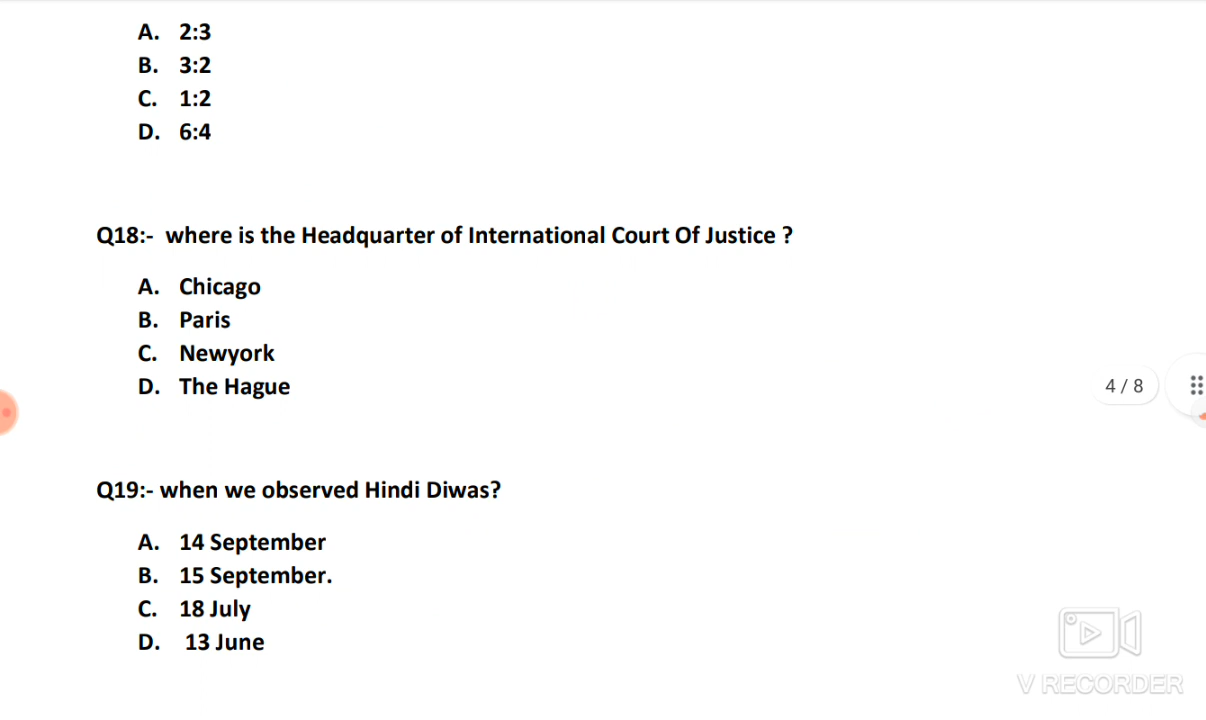 A. 2:3
B. 3:2
C. 1:2
D. 6:4
Q18:- where is the Headquarter of International Court Of Justice ?
A. Chicago
B. Paris
C. Newyork
D. The Hague
4 / 8
Q19:- when we observed Hindi Diwas?
A. 14 September
B. 15 September.
C. 18 July
D. 13 June
V RECORDER